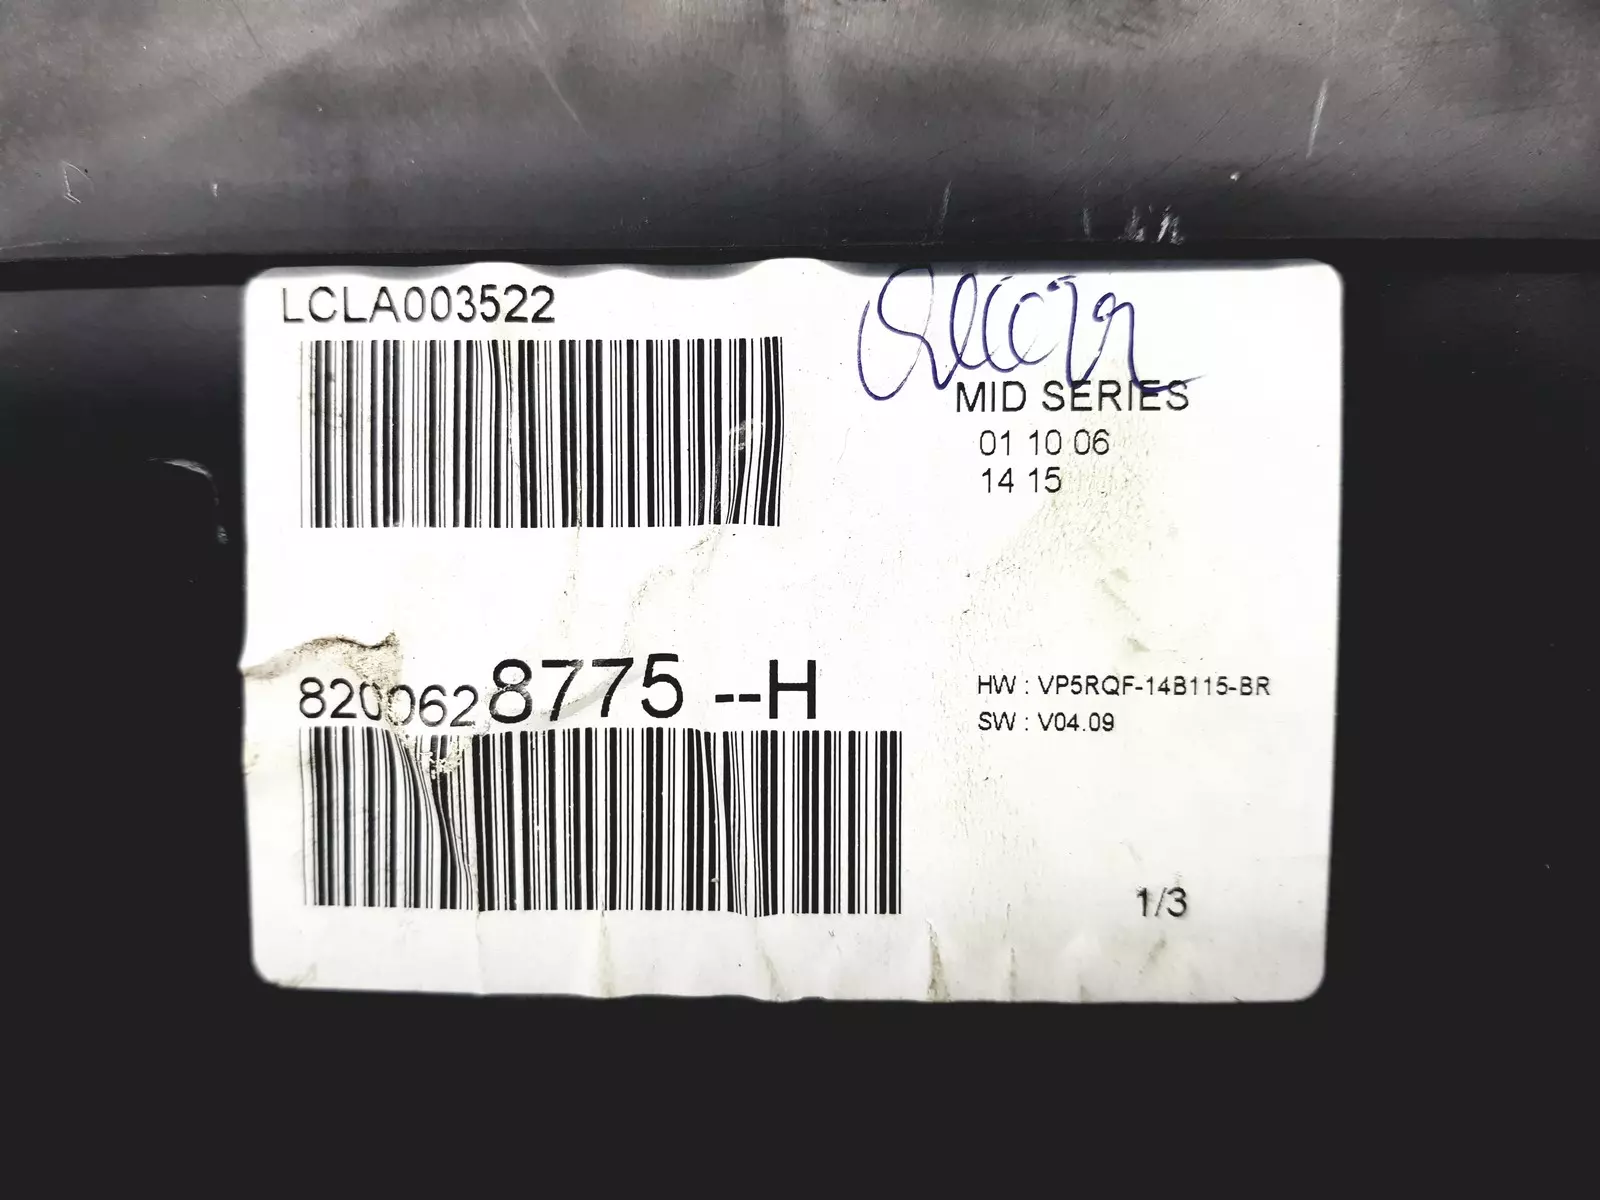 LCLA003522
MID SERIES
01 10 06
14 15
8200628775 --H
HW : VP5RQF-14B115-BR
SW : V04.09
1/3